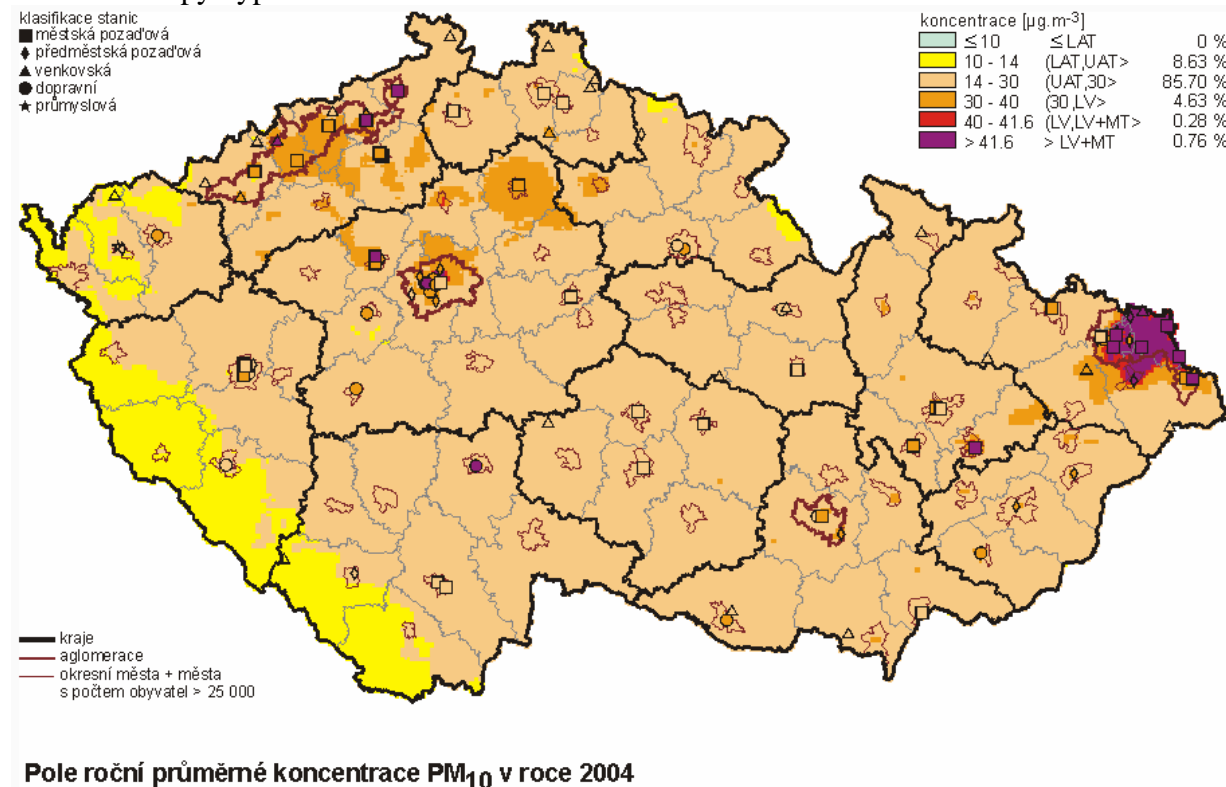 klasifikace stanic
městská pozaďová
předměstská pozaďová
venkovská
dopravní
průmyslová
koncentrace [µg.m-3]
≤ 10 ≤ LAT 0 %
10 - 14 (LAT,UAT> 8.63 %
14 - 30 (UAT,30> 85.70 %
30 - 40 (30,LV> 4.63 %
40 - 41.6 (LV,LV+MT> 0.28 %
> 41.6 > LV+MT 0.76 %
kraje
aglomerace
okresní města + města
s počtem obyvatel > 25 000
Pole roční průměrné koncentrace PM10 v roce 2004